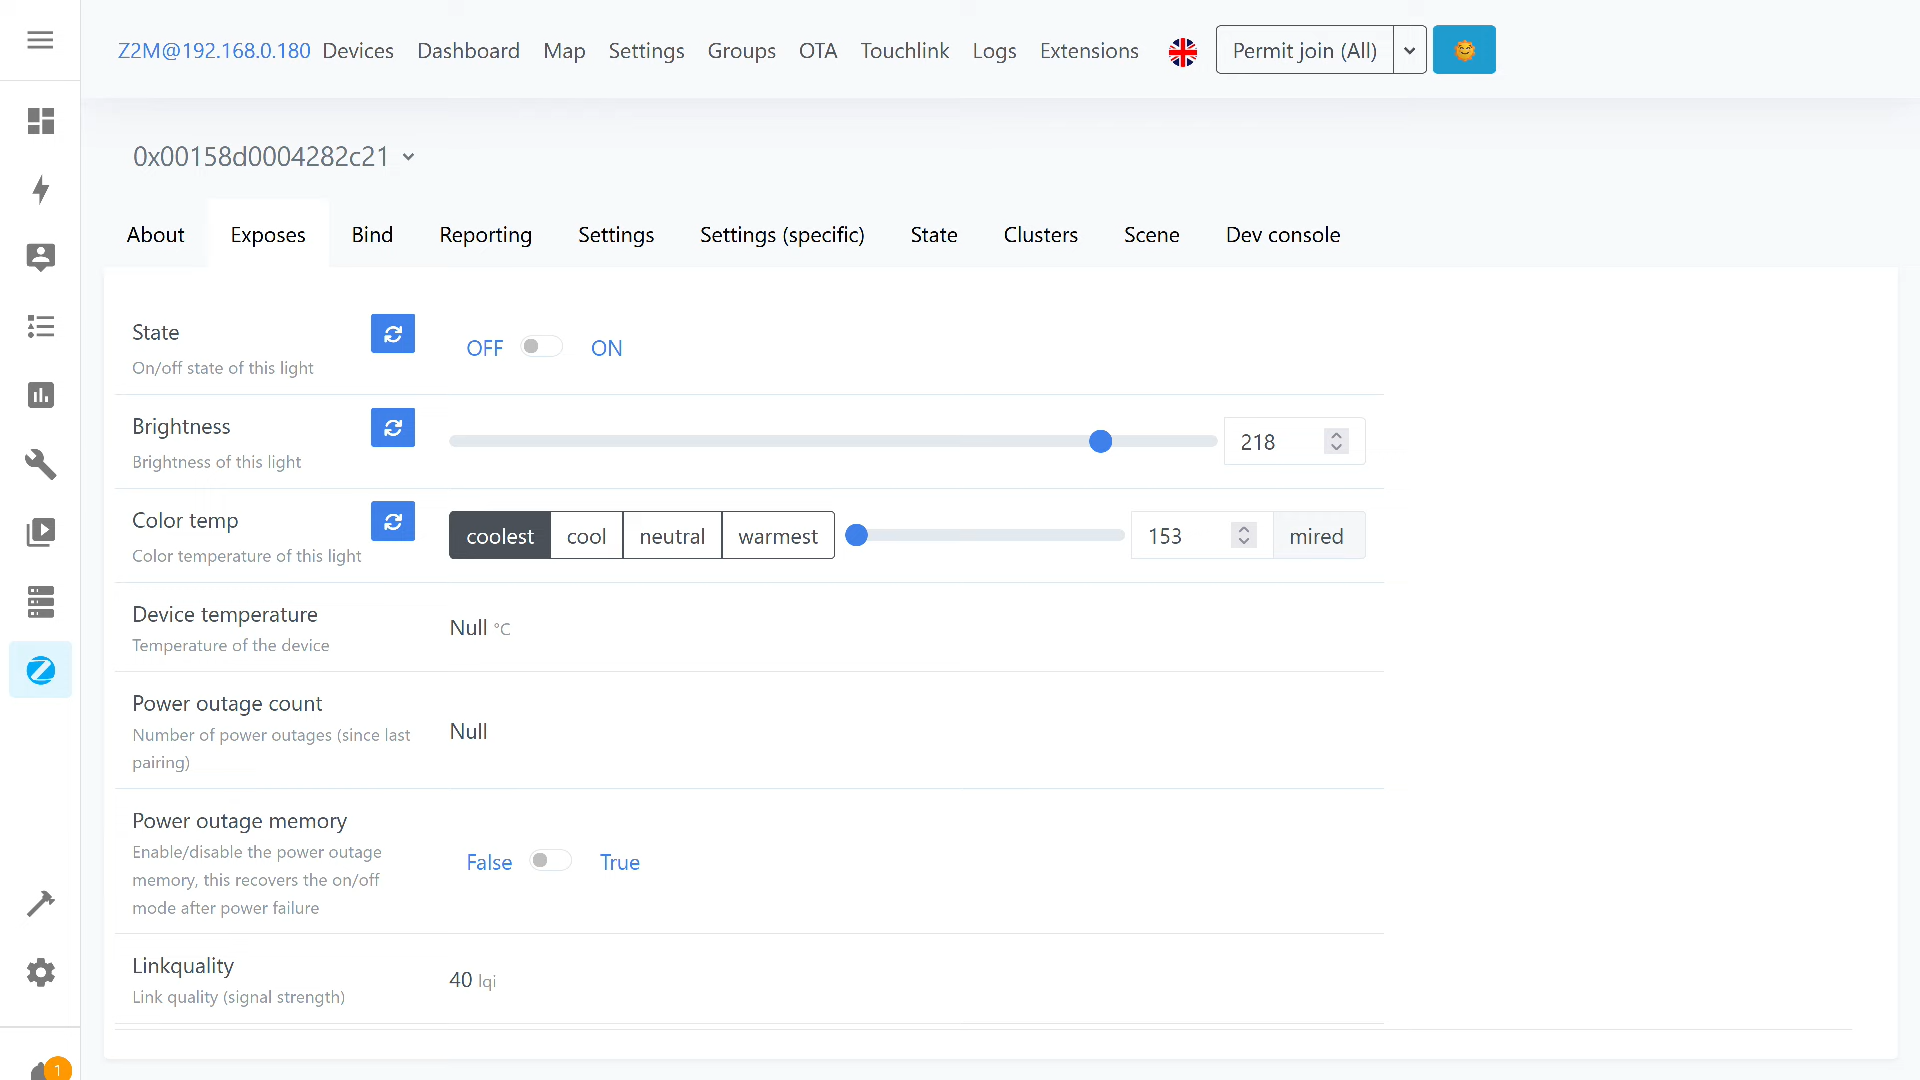 Z2M@192.168.0.180 Devices Dashboard Map Settings Groups OTA Touchlink Logs Extensions Permit join (All)
0x00158d0004282c21
About Exposes Bind Reporting Settings Settings (specific) State Clusters Scene Dev console
State
OFF ON
On/off state of this light
Brightness
218
Brightness of this light
Color temp
coolest cool neutral warmest 153 mired
Color temperature of this light
Device temperature
Null °C
Temperature of the device
Power outage count
Number of power outages (since last
pairing)
Null
Power outage memory
Enable/disable the power outage
memory, this recovers the on/off
mode after power failure
False True
Linkquality
40 lqi
Link quality (signal strength)
1